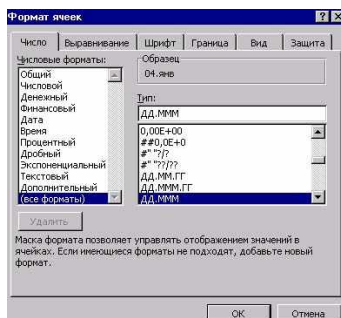 Формат ячеек
Число
Выравнивание
Шрифт
Граница
Вид
Защита
Числовые форматы:
Общий
Числовой
Денежный
Финансовый
Дата
Время
Процентный
Дробный
Экспоненциальный
Текстовый
Дополнительный
(все форматы)
Образец
04.янв
Тип:
ДД.МММ
0,00E+00
##0,0E+0
#" "?/?
#" "??/??
ДД.ММ.ГГ
ДД.МММ.ГГ
ДД.МММ
Удалить
Маска формата позволяет управлять отображением значений в
ячейках. Если имеющиеся форматы не подходят, добавьте новый
формат.
ОК
Отмена